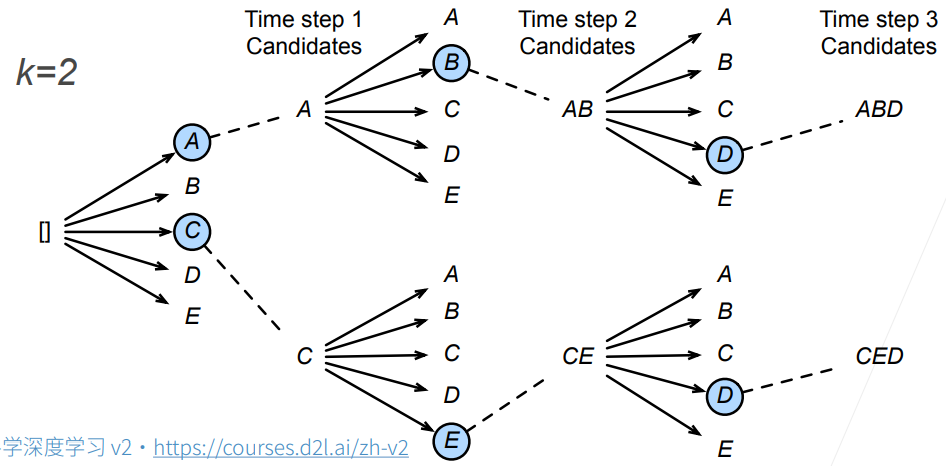 k=2
Time step 1
Candidates
Time step 2
Candidates
Time step 3
Candidates
[]
A
B
C
D
E
A
A
B
C
D
E
C
A
B
C
D
E
AB
A
B
C
D
E
CE
A
B
C
D
E
ABD
CED
学深度学习 v2 · https://courses.d2l.ai/zh-v2